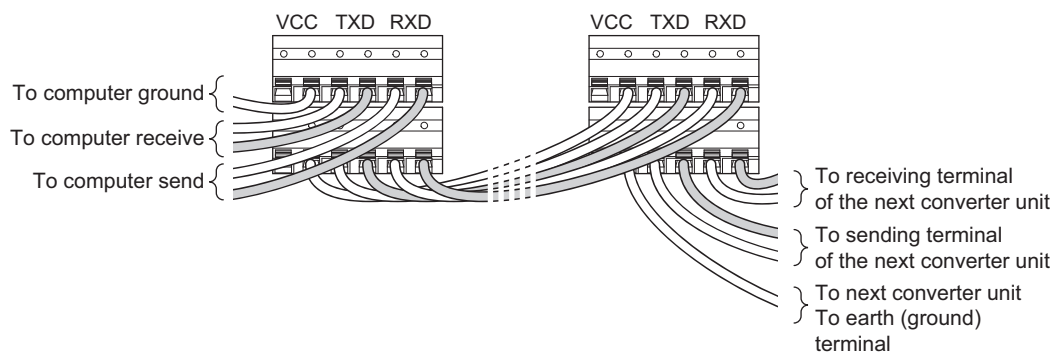 VCC TXD RXD
VCC TXD RXD
To computer ground
To computer receive
To computer send
To receiving terminal
of the next converter unit
To sending terminal
of the next converter unit
To next converter unit
To earth (ground)
terminal